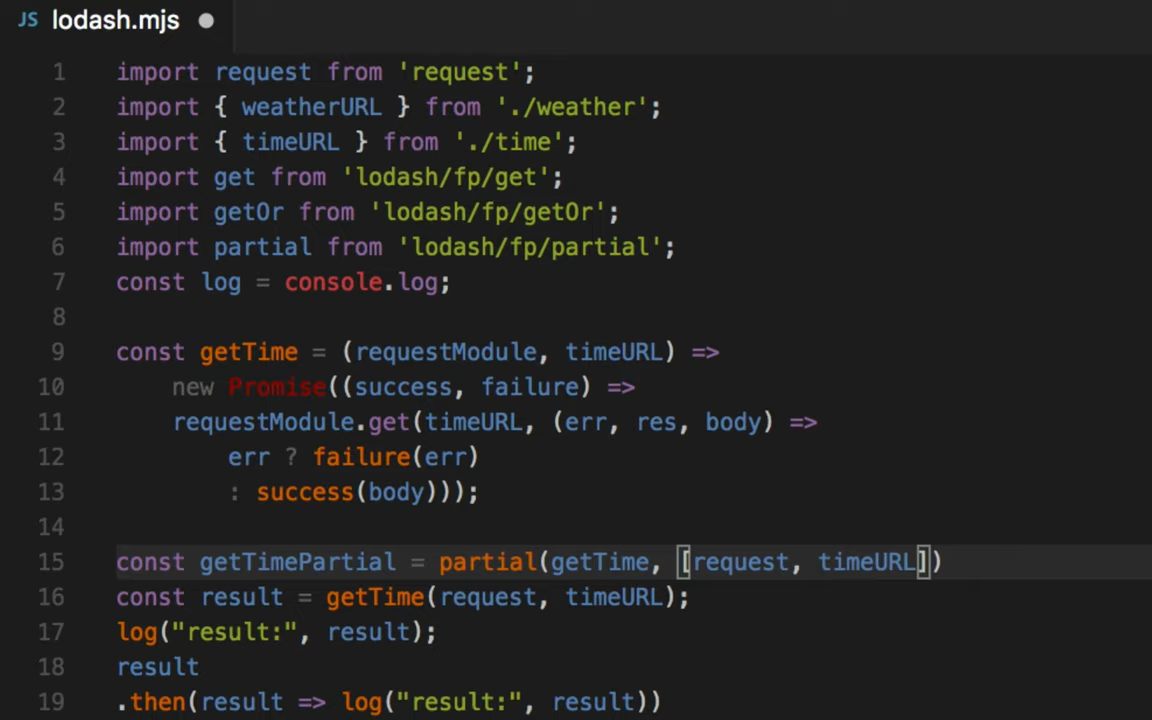 JS lodash.mjs
1 import request from 'request';
2 import { weatherURL } from './weather';
3 import { timeURL } from './time';
4 import get from 'lodash/fp/get';
5 import getOr from 'lodash/fp/getOr';
6 import partial from 'lodash/fp/partial';
7 const log = console.log;
8
9 const getTime = (requestModule, timeURL) =>
10 new Promise((success, failure) =>
11 requestModule.get(timeURL, (err, res, body) =>
12 err ? failure(err)
13 : success(body)));
14
15 const getTimePartial = partial(getTime, [request, timeURL])
16 const result = getTime(request, timeURL);
17 log("result:", result);
18 result
19 .then(result => log("result:", result))